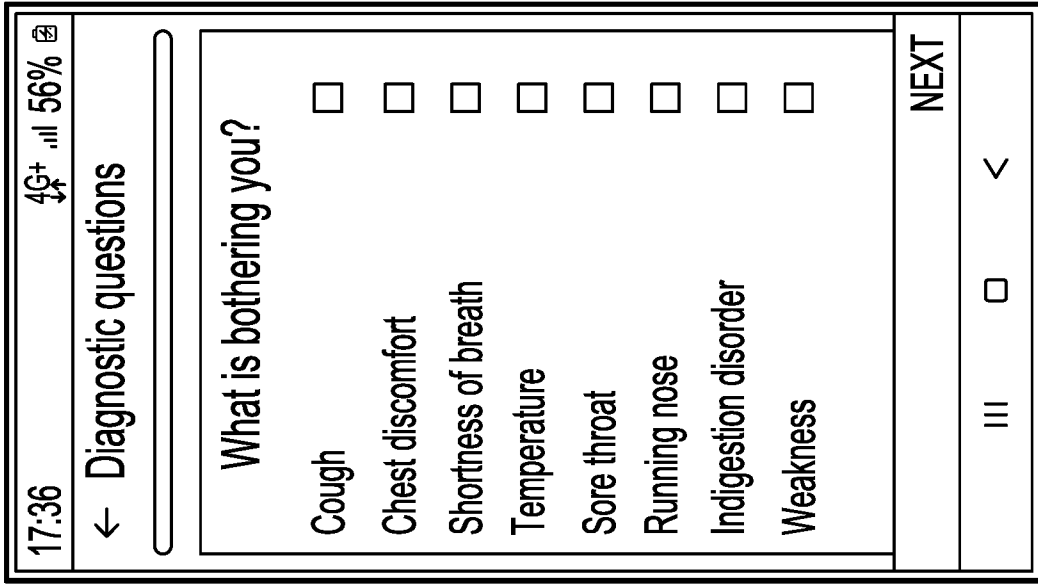 17:36 4G+ 56%
← Diagnostic questions
What is bothering you?
Cough
Chest discomfort
Shortness of breath
Temperature
Sore throat
Running nose
Indigestion disorder
Weakness
NEXT